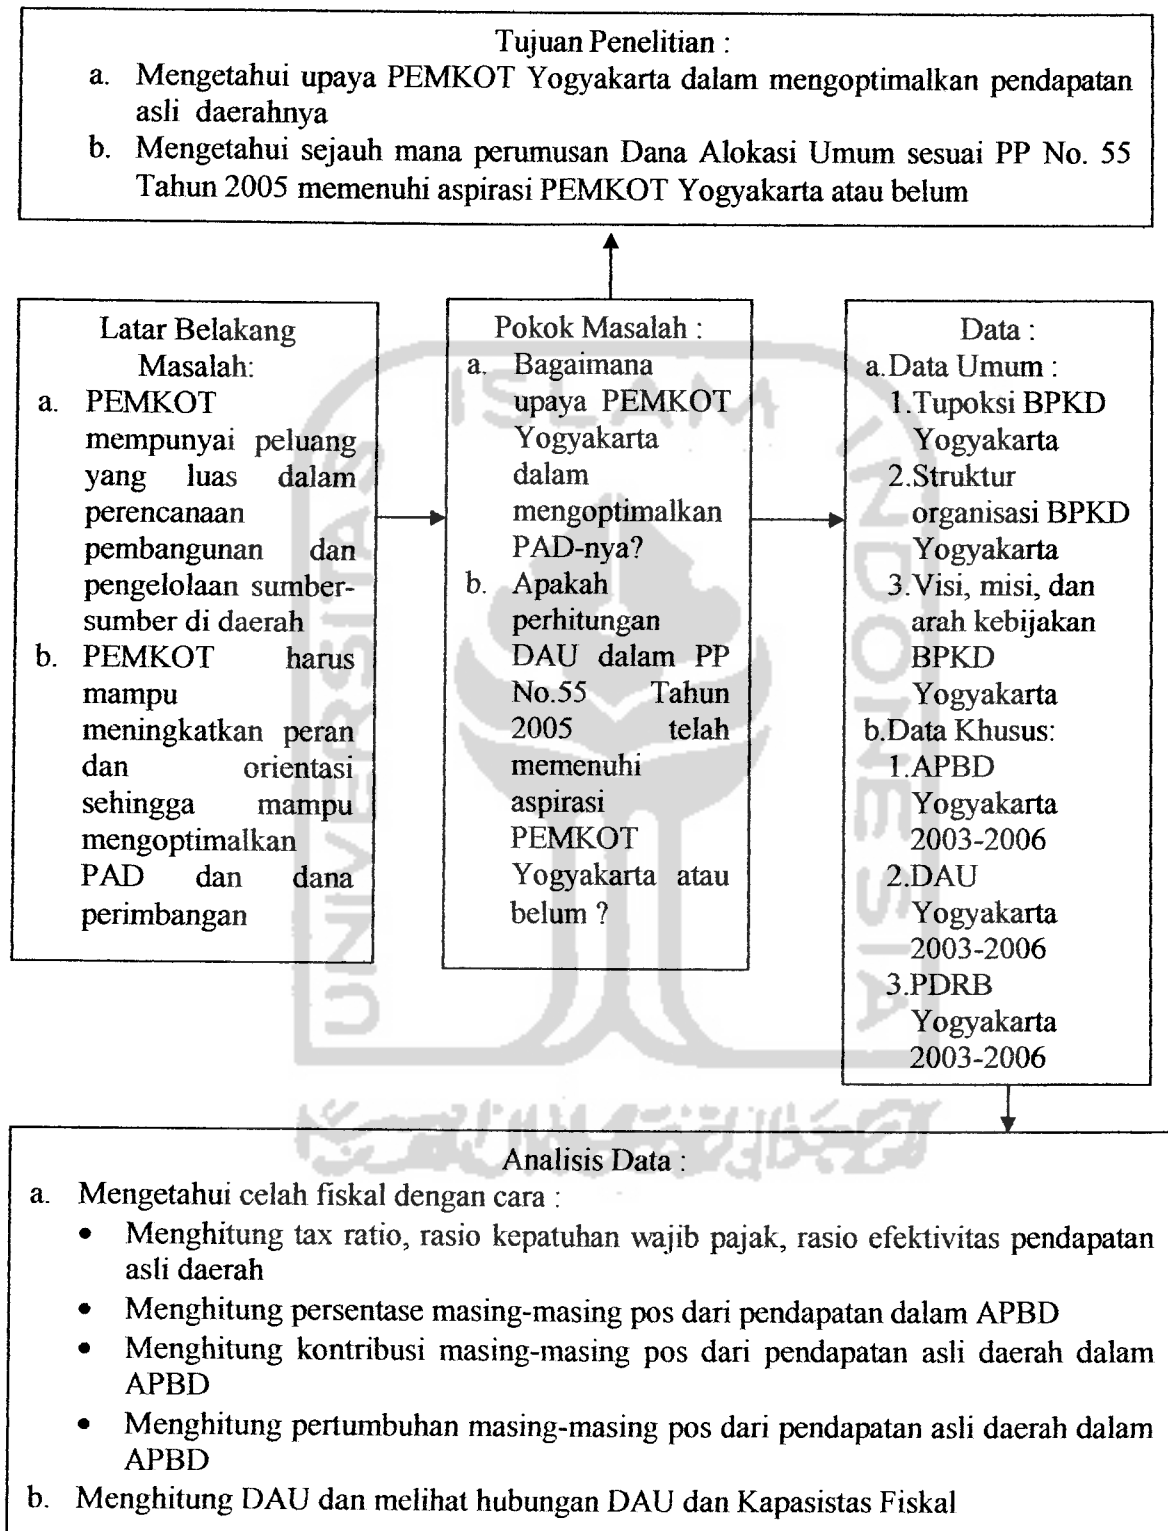 Tujuan Penelitian :
a. Mengetahui upaya PEMKOT Yogyakarta dalam mengoptimalkan pendapatan
asli daerahnya
b. Mengetahui sejauh mana perumusan Dana Alokasi Umum sesuai PP No. 55
Tahun 2005 memenuhi aspirasi PEMKOT Yogyakarta atau belum
Latar Belakang
Masalah:
a. PEMKOT
mempunyai peluang
yang luas dalam
perencanaan
pembangunan dan
pengelolaan sumber-
sumber di daerah
b. PEMKOT harus
mampu
meningkatkan peran
dan orientasi
sehingga mampu
mengoptimalkan
PAD dan dana
perimbangan
Pokok Masalah :
a. Bagaimana
upaya PEMKOT
Yogyakarta
dalam
mengoptimalkan
PAD-nya?
b. Apakah
perhitungan
DAU dalam PP
No.55 Tahun
2005 telah
memenuhi
aspirasi
PEMKOT
Yogyakarta atau
belum ?
Data :
a.Data Umum :
1.Tupoksi BPKD
Yogyakarta
2.Struktur
organisasi BPKD
Yogyakarta
3.Visi, misi, dan
arah kebijakan
BPKD
Yogyakarta
b.Data Khusus:
1.APBD
Yogyakarta
2003-2006
2.DAU
Yogyakarta
2003-2006
3.PDRB
Yogyakarta
2003-2006
Analisis Data :
a. Mengetahui celah fiskal dengan cara :
• Menghitung tax ratio, rasio kepatuhan wajib pajak, rasio efektivitas pendapatan
asli daerah
• Menghitung persentase masing-masing pos dari pendapatan dalam APBD
• Menghitung kontribusi masing-masing pos dari pendapatan asli daerah dalam
APBD
• Menghitung pertumbuhan masing-masing pos dari pendapatan asli daerah dalam
APBD
b. Menghitung DAU dan melihat hubungan DAU dan Kapasistas Fiskal
UNIVERSITAS
ISLAM
INDONESIA